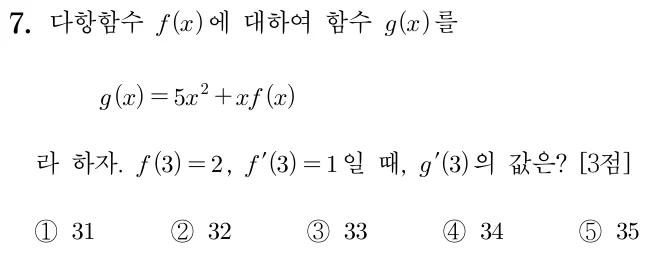 7. 다항함수 f(x)에 대하여 함수 g(x)를
g(x)=5x²+xf(x)
라 하자. f(3)=2, f′(3)=1일 때, g′(3)의 값은? [3점]
① 31 ② 32 ③ 33 ④ 34 ⑤ 35